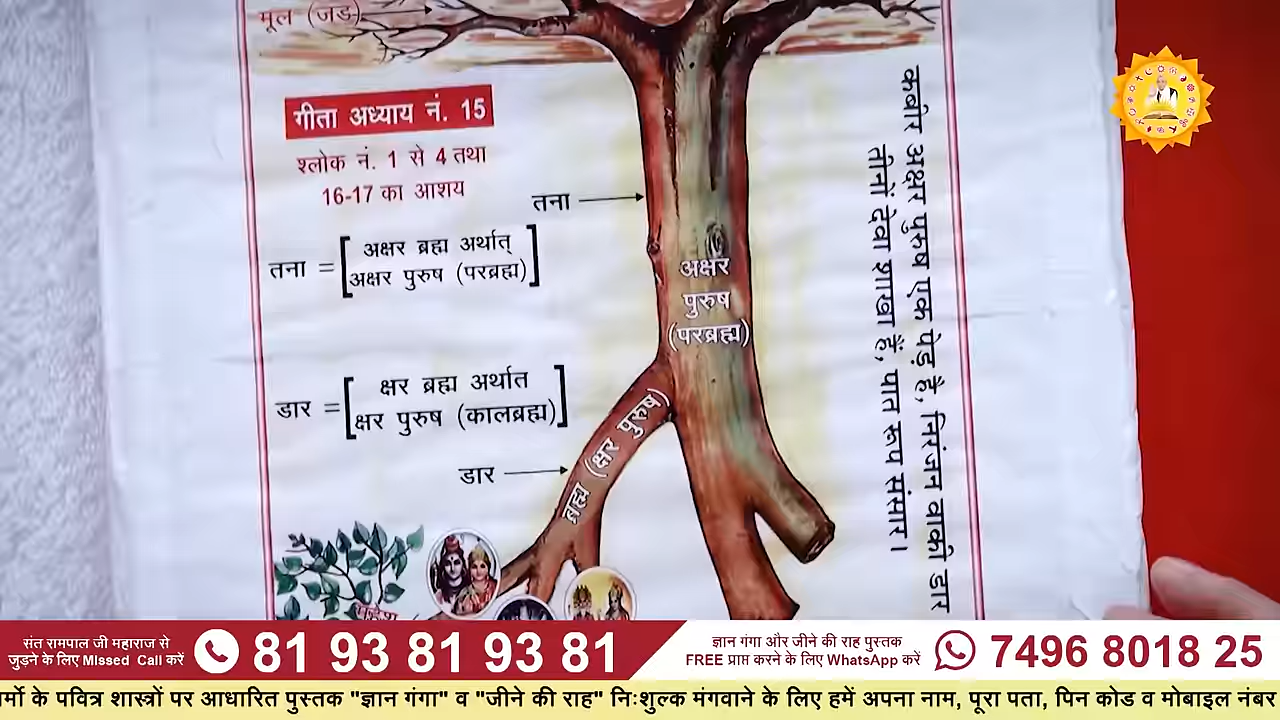 मूल (जड़)
गीता अध्याय नं. 15
श्लोक नं. 1 से 4 तथा
16-17 का आशय
तना
तना = [अक्षर ब्रह्म अर्थात्
अक्षर पुरुष (परब्रह्म)]
अक्षर
पुरुष
(परब्रह्म)
डार = [क्षर ब्रह्म अर्थात
क्षर पुरुष (कालब्रह्म)]
डार
ब्रह्म (क्षर पुरुष)
कबीर अक्षर पुरुष एक पेड़ है, निरंजन वाकी डार
तीनों देवा शाखा हैं, पात रूप संसार।
महेश
संत रामपाल जी महाराज से
जुड़ने के लिए Missed Call करें
81 93 81 93 81
ज्ञान गंगा और जीने की राह पुस्तक
FREE प्राप्त करने के लिए WhatsApp करें
7496 8018 25
र्मो के पवित्र शास्त्रों पर आधारित पुस्तक "ज्ञान गंगा" व "जीने की राह" निःशुल्क मंगवाने के लिए हमें अपना नाम, पूरा पता, पिन कोड व मोबाइल नंबर